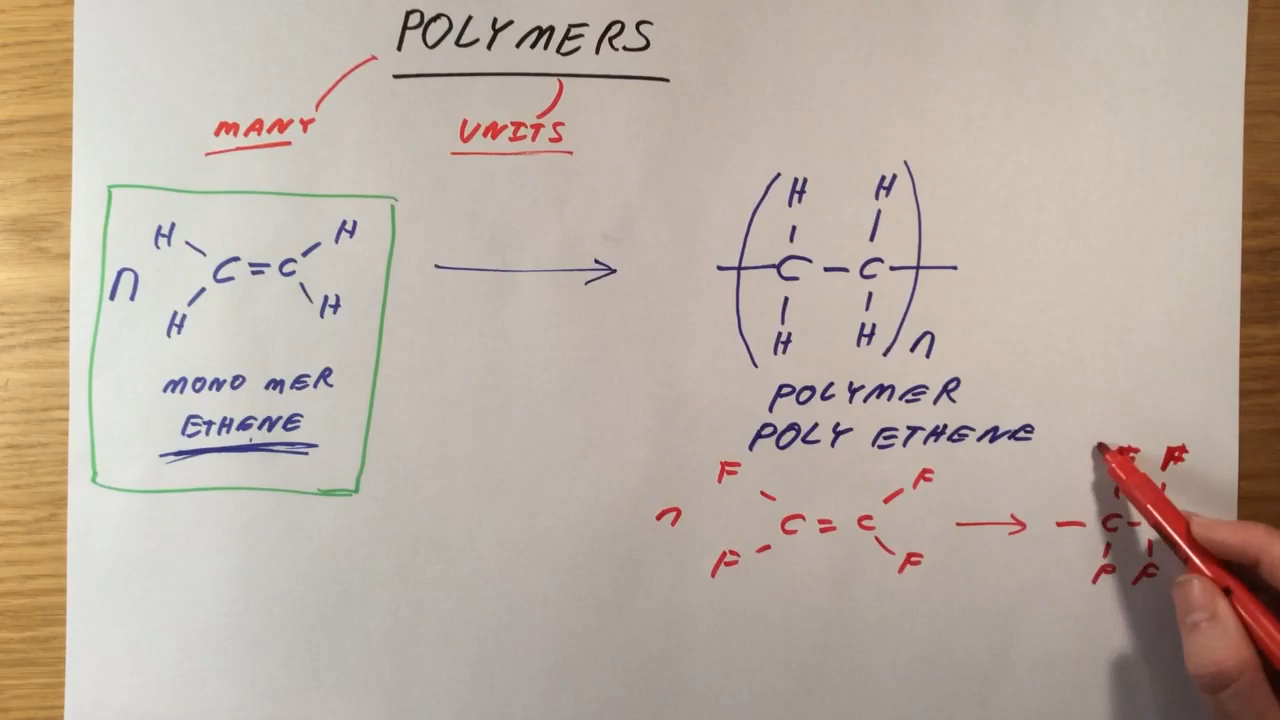 POLYMERS
MANY UNITS
H H
n C=C
H H
MONO MER
ETHENE
H H
C-C
H H
n
POLYMER
POLY ETHENE
F F
n C=C
F F
F F
-C-
F F